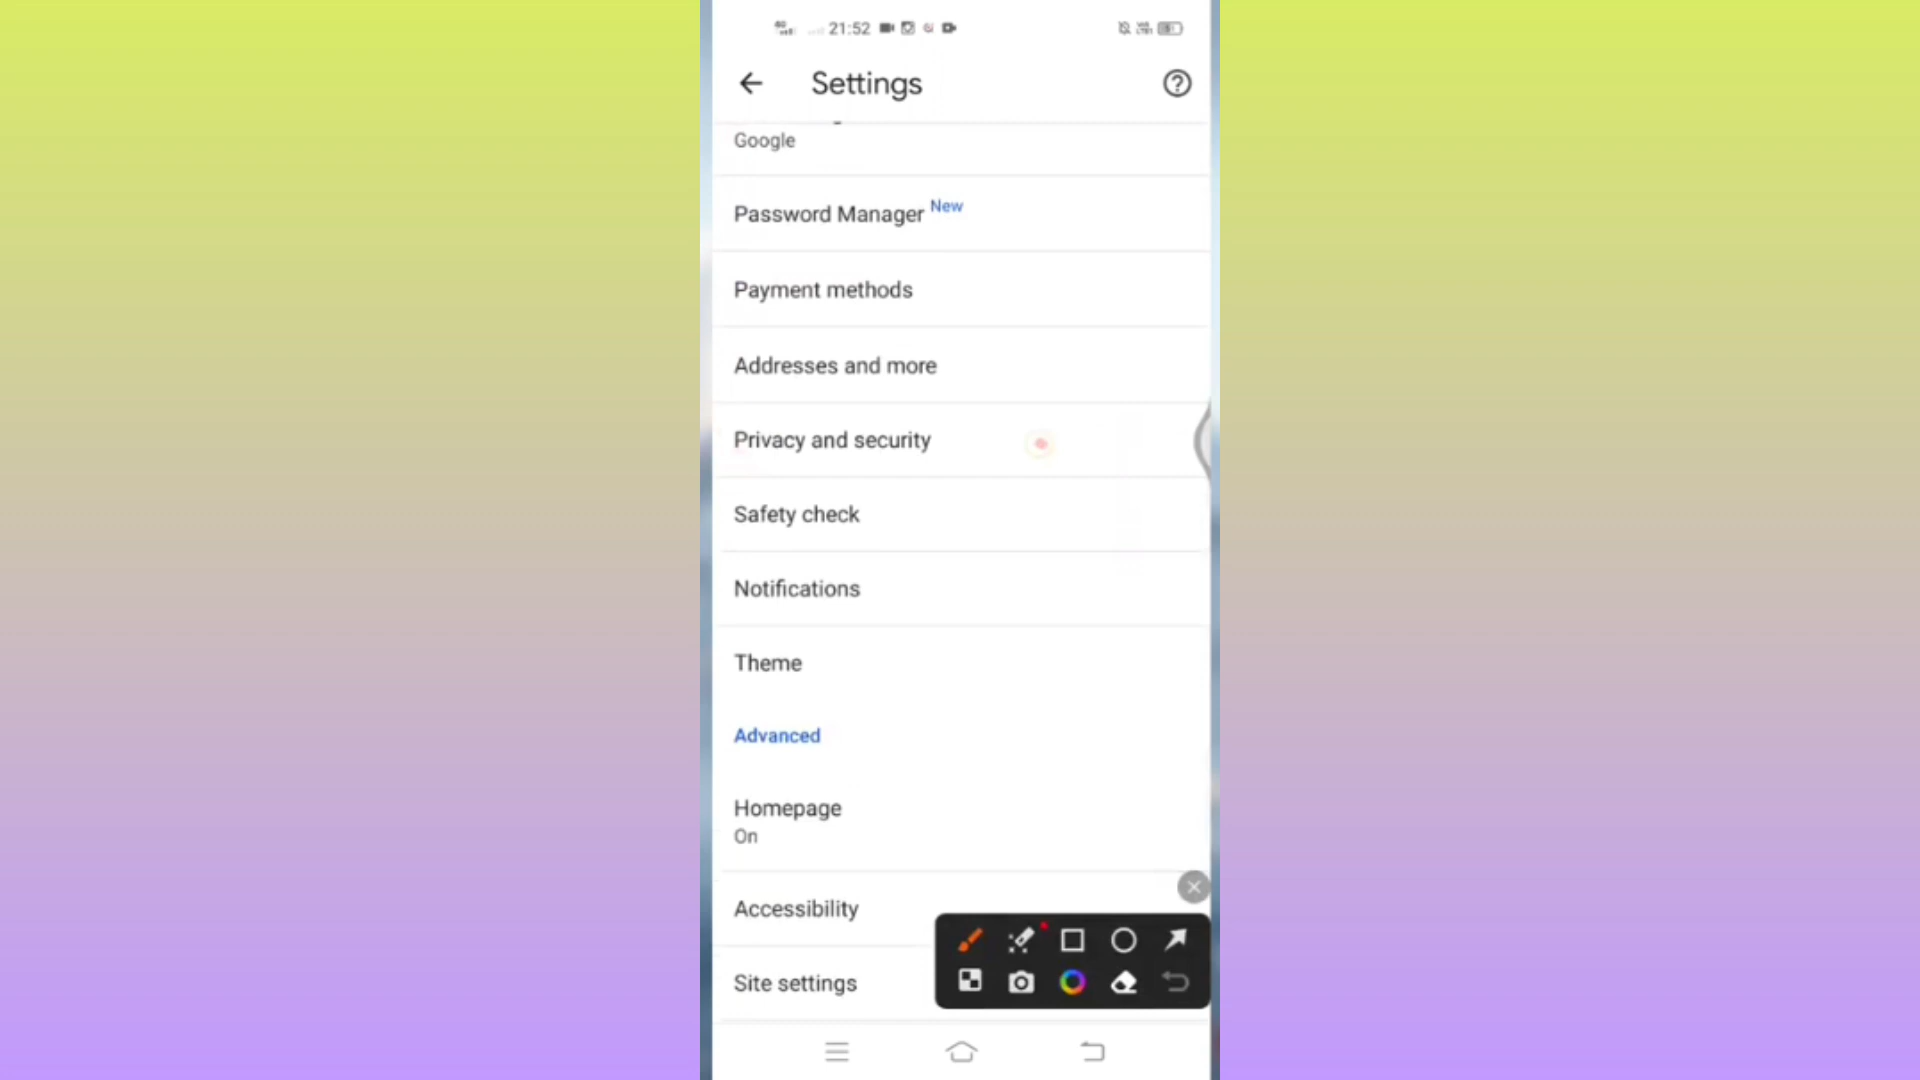 21:52
Settings
Google
Password Manager New
Payment methods
Addresses and more
Privacy and security
Safety check
Notifications
Theme
Advanced
Homepage
On
Accessibility
Site settings